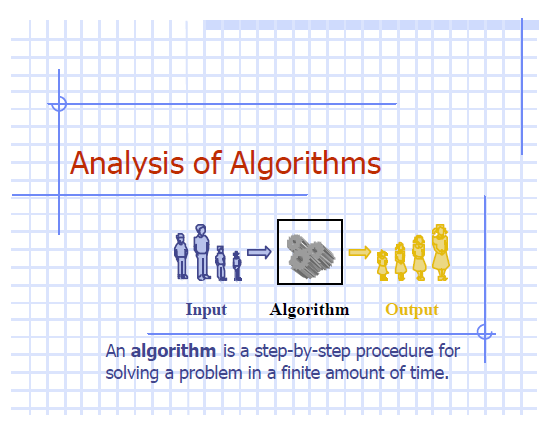 Analysis of Algorithms
Input Algorithm Output
An algorithm is a step-by-step procedure for
solving a problem in a finite amount of time.